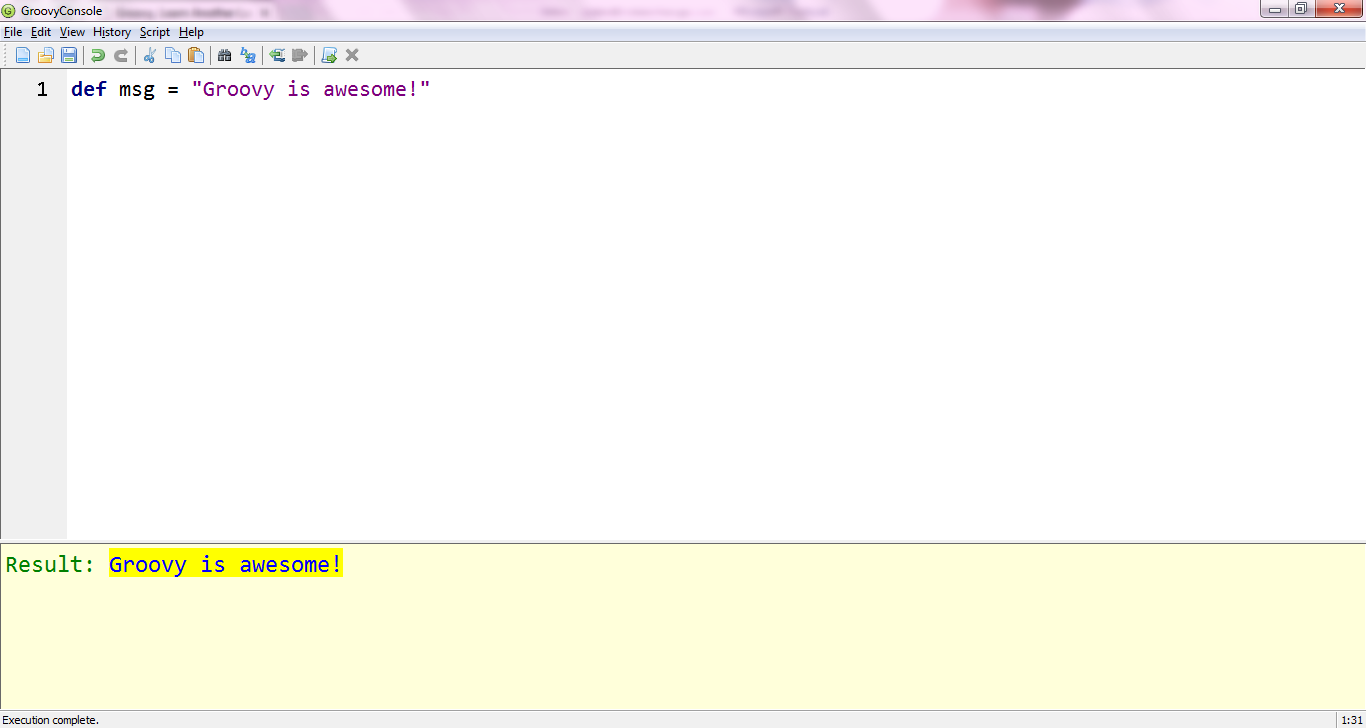 GroovyConsole
File Edit View History Script Help
1 def msg = "Groovy is awesome!"
Result: Groovy is awesome!
Execution complete.
1:31